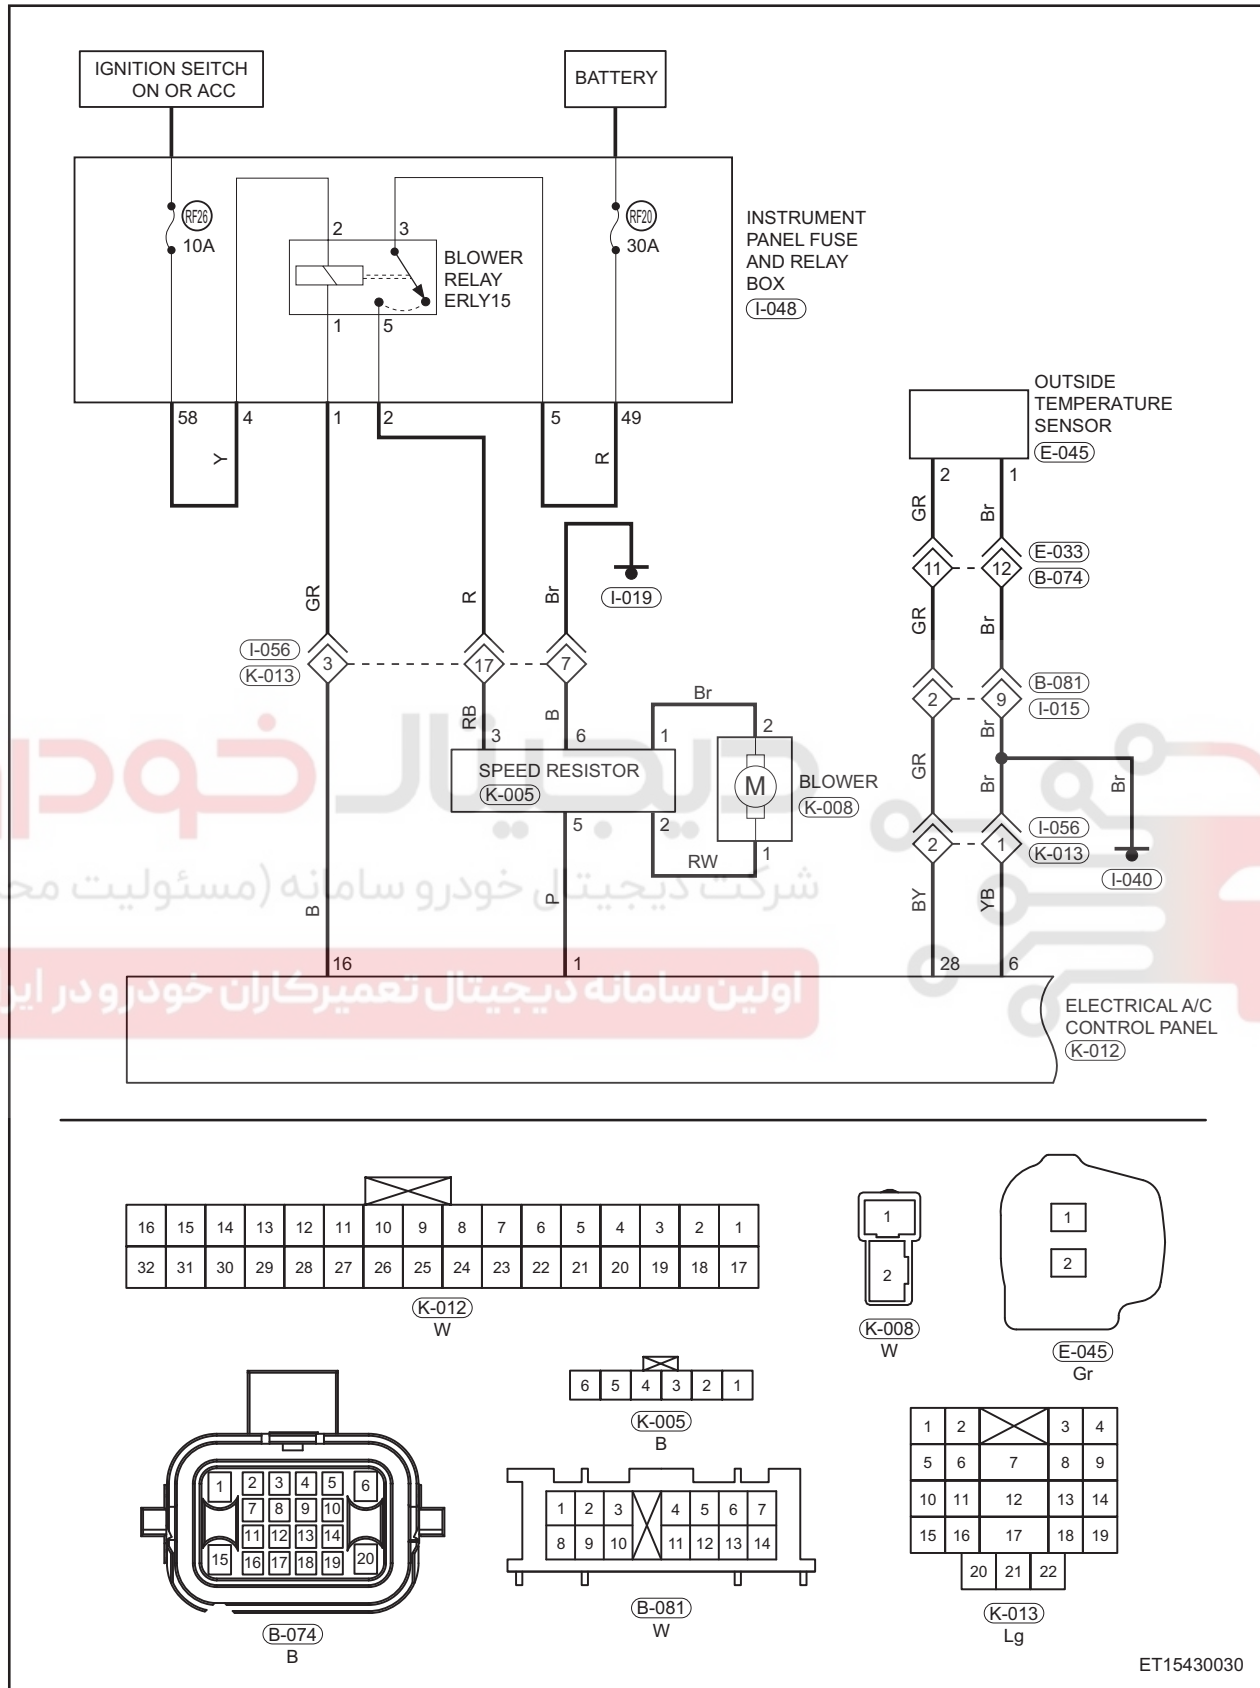 IGNITION SEITCH
ON OR ACC
BATTERY
RF26
10A
2
3
BLOWER
RELAY
ERLY15
1
5
RF20
30A
INSTRUMENT
PANEL FUSE
AND RELAY
BOX
I-048
58
4
1
2
5
49
Y
R
OUTSIDE
TEMPERATURE
SENSOR
E-045
2
1
GR
Br
11
12
E-033
B-074
GR
R
Br
I-019
GR
Br
I-056
K-013
3
17
7
2
9
B-081
I-015
RB
B
Br
3
6
1
2
SPEED RESISTOR
K-005
M
BLOWER
K-008
5
2
1
RW
GR
Br
Br
Br
2
1
I-056
K-013
I-040
دیجیتال خودرو
شرکت دیجیتال خودرو سامانه (مسئولیت مح
اولین سامانه دیجیتال تعمیرکاران خودرو در ایر
B
P
BY
YB
16
1
28
6
ELECTRICAL A/C
CONTROL PANEL
K-012
16 15 14 13 12 11 10 9 8 7 6 5 4 3 2 1
32 31 30 29 28 27 26 25 24 23 22 21 20 19 18 17
K-012
W
1
2
K-008
W
1
2
E-045
Gr
6 5 4 3 2 1
K-005
B
1 2 3 4 5 6
7 8 9 10
11 12 13 14
15 16 17 18 19 20
B-074
B
1 2 3 4 5 6 7
8 9 10 11 12 13 14
B-081
W
1 2 3 4
5 6 7 8 9
10 11 12 13 14
15 16 17 18 19
20 21 22
K-013
Lg
ET15430030